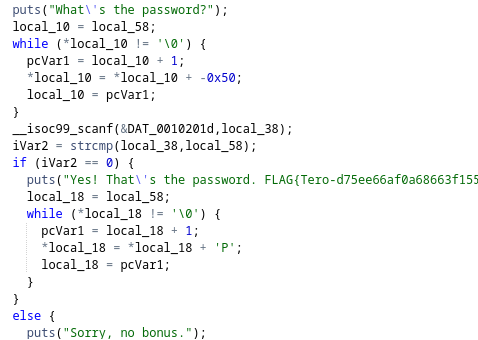 puts("What\'s the password?");
local_10 = local_58;
while (*local_10 != '\0') {
pcVar1 = local_10 + 1;
*local_10 = *local_10 + -0x50;
local_10 = pcVar1;
}
__isoc99_scanf(&DAT_0010201d,local_38);
iVar2 = strcmp(local_38,local_58);
if (iVar2 == 0) {
puts("Yes! That\'s the password. FLAG{Tero-d75ee66af0a68663f155
local_18 = local_58;
while (*local_18 != '\0') {
pcVar1 = local_18 + 1;
*local_18 = *local_18 + 'P';
local_18 = pcVar1;
}
}
else {
puts("Sorry, no bonus.");